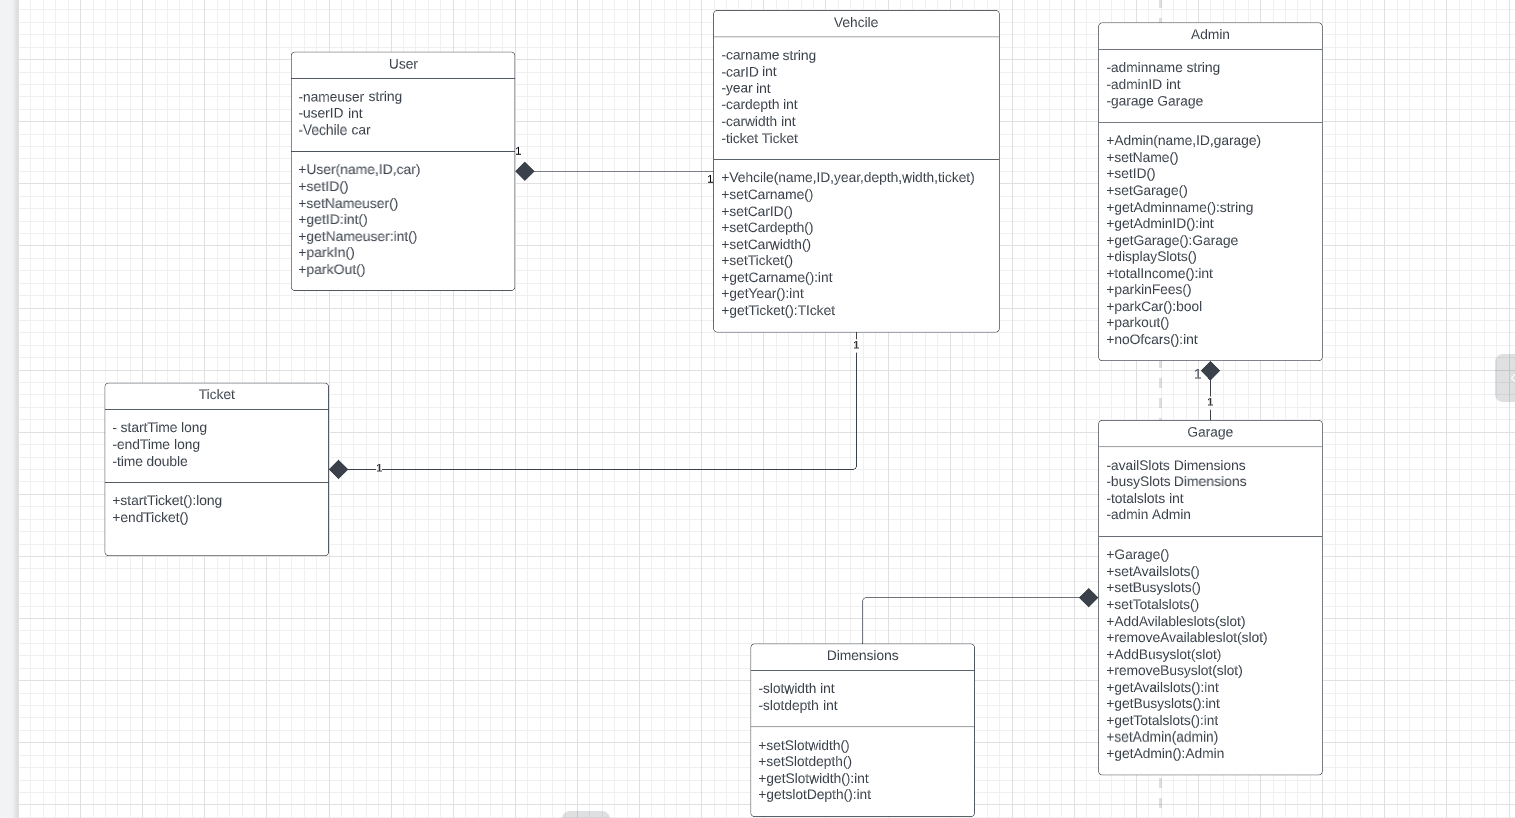 User
-nameuser string
-userID int
-Vechile car
+User(name,ID,car)
+setID()
+setNameuser()
+getID:int()
+getNameuser:int()
+parkIn()
+parkOut()
1
1
Vehcile
-carname string
-carID int
-year int
-cardepth int
-carwidth int
-ticket Ticket
+Vehcile(name,ID,year,depth,width,ticket)
+setCarname()
+setCarID()
+setCardepth()
+setCarwidth()
+setTicket()
+getCarname():int
+getYear():int
+getTicket():TIcket
1
Admin
-adminname string
-adminID int
-garage Garage
+Admin(name,ID,garage)
+setName()
+setID()
+setGarage()
+getAdminname():string
+getAdminID():int
+getGarage():Garage
+displaySlots()
+totalIncome():int
+parkinFees()
+parkCar():bool
+parkout()
+noOfcars():int
1
1
Ticket
- startTime long
-endTime long
-time double
+startTicket():long
+endTicket()
1
Garage
-availSlots Dimensions
-busySlots Dimensions
-totalslots int
-admin Admin
+Garage()
+setAvailslots()
+setBusyslots()
+setTotalslots()
+AddAvilableslots(slot)
+removeAvailableslot(slot)
+AddBusyslot(slot)
+removeBusyslot(slot)
+getAvailslots():int
+getBusyslots():int
+getTotalslots():int
+setAdmin(admin)
+getAdmin():Admin
Dimensions
-slotwidth int
-slotdepth int
+setSlotwidth()
+setSlotdepth()
+getSlotwidth():int
+getslotDepth():int